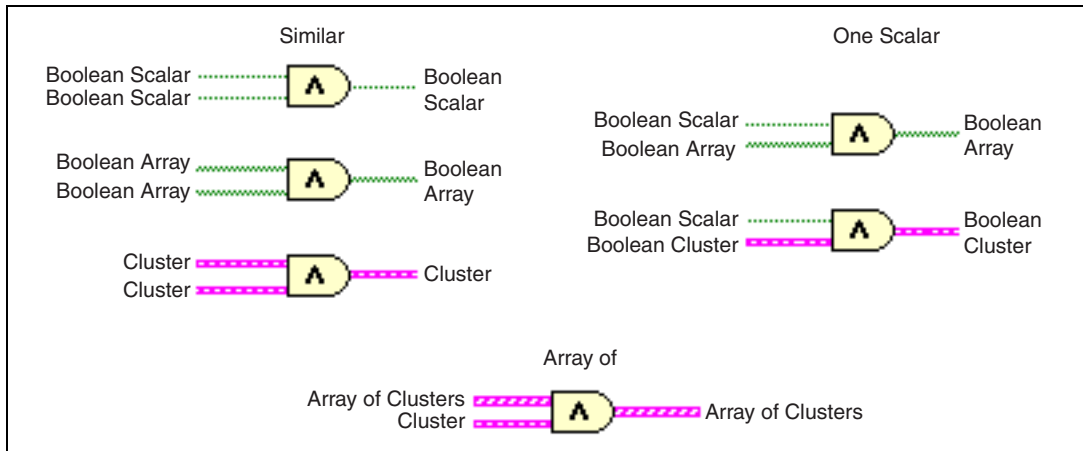 Similar
Boolean Scalar
Boolean Scalar
Boolean
Scalar
Boolean Array
Boolean Array
Boolean
Array
Cluster
Cluster
Cluster
One Scalar
Boolean Scalar
Boolean Array
Boolean
Array
Boolean Scalar
Boolean Cluster
Boolean
Cluster
Array of
Array of Clusters
Cluster
Array of Clusters